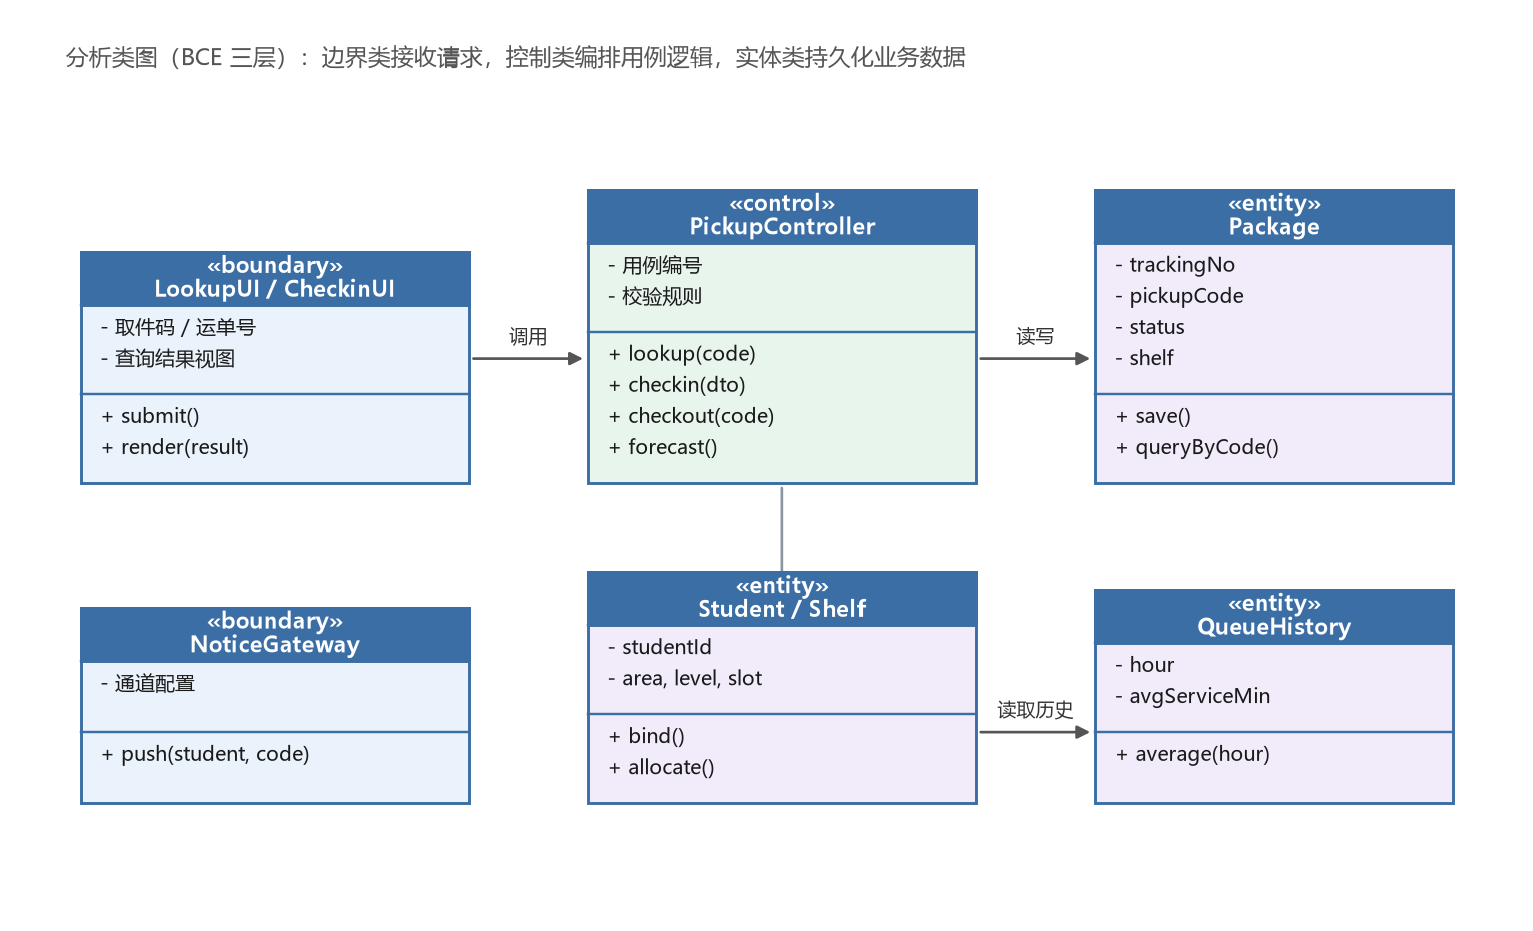 分析类图（BCE 三层）：边界类接收请求，控制类编排用例逻辑，实体类持久化业务数据
«boundary»
LookupUI / CheckinUI
- 取件码 / 运单号
- 查询结果视图
+ submit()
+ render(result)
调用
«control»
PickupController
- 用例编号
- 校验规则
+ lookup(code)
+ checkin(dto)
+ checkout(code)
+ forecast()
读写
«entity»
Package
- trackingNo
- pickupCode
- status
- shelf
+ save()
+ queryByCode()
«boundary»
NoticeGateway
- 通道配置
+ push(student, code)
«entity»
Student / Shelf
- studentId
- area, level, slot
+ bind()
+ allocate()
读取历史
«entity»
QueueHistory
- hour
- avgServiceMin
+ average(hour)